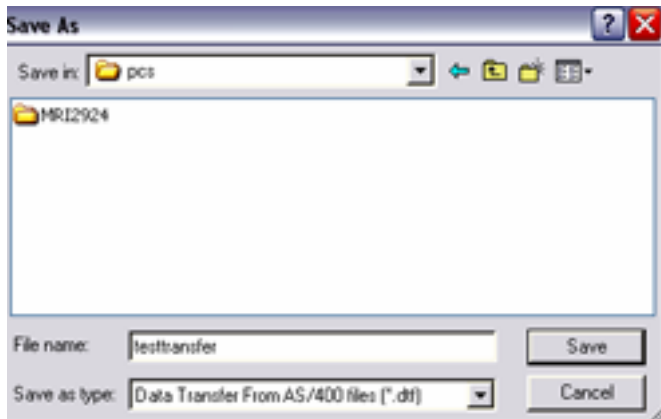 Save As
Save in: pcs
MRI2924
File name: testtransfer Save
Save as type: Data Transfer From AS/400 files (*.dtf) Cancel